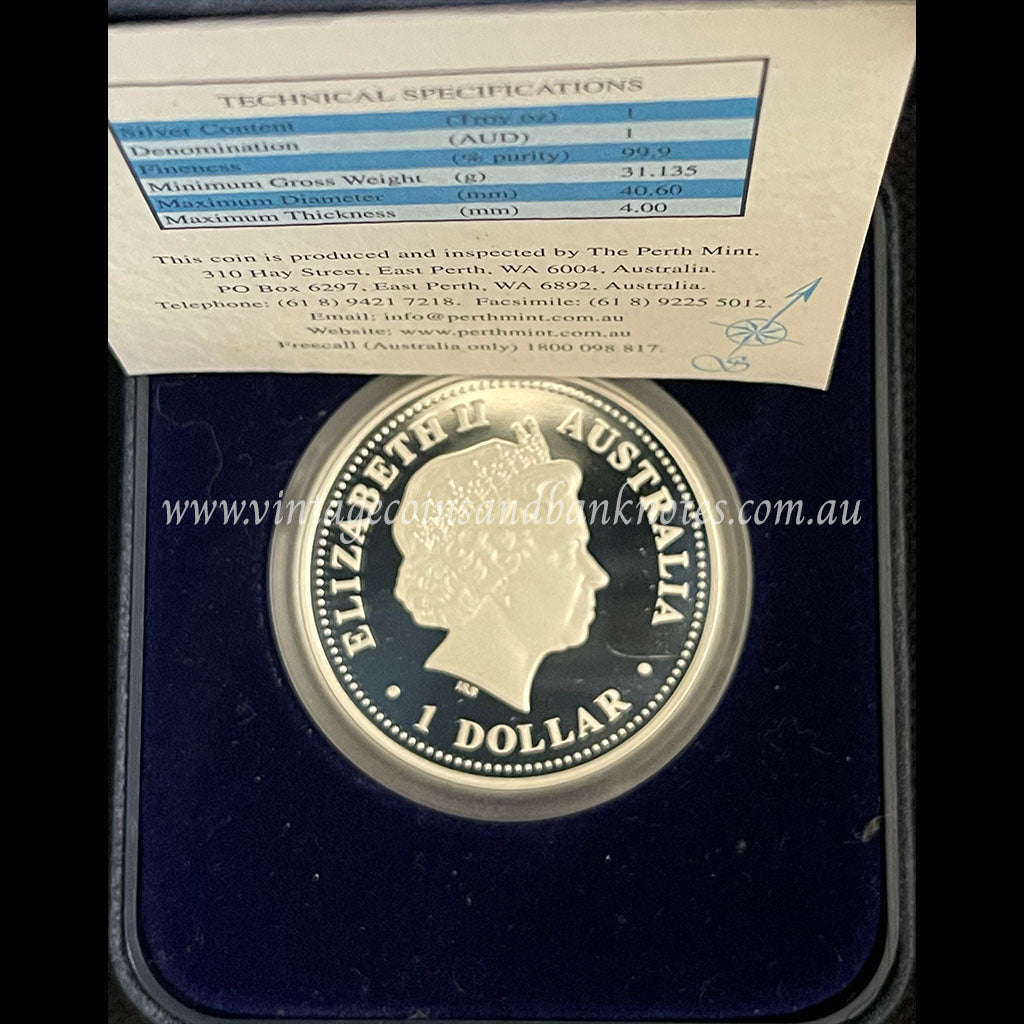 TECHNICAL SPECIFICATIONS
Silver Content (Troy oz) 1
Denomination (AUD) 1
Fineness (% purity) 99.9
Minimum Gross Weight (g) 31.135
Maximum Diameter (mm) 40.60
Maximum Thickness (mm) 4.00
This coin is produced and inspected by The Perth Mint.
310 Hay Street, East Perth, WA 6004, Australia.
PO Box 6297, East Perth, WA 6892, Australia.
Telephone: (61 8) 9421 7218. Facsimile: (61 8) 9225 5012.
Email: info@perthmint.com.au
Website: www.perthmint.com.au
Freecall (Australia only) 1800 098 817.
S
ELIZABETH II AUSTRALIA
www.vintagecoinsandbanknotes.com.au
IRB
1 DOLLAR